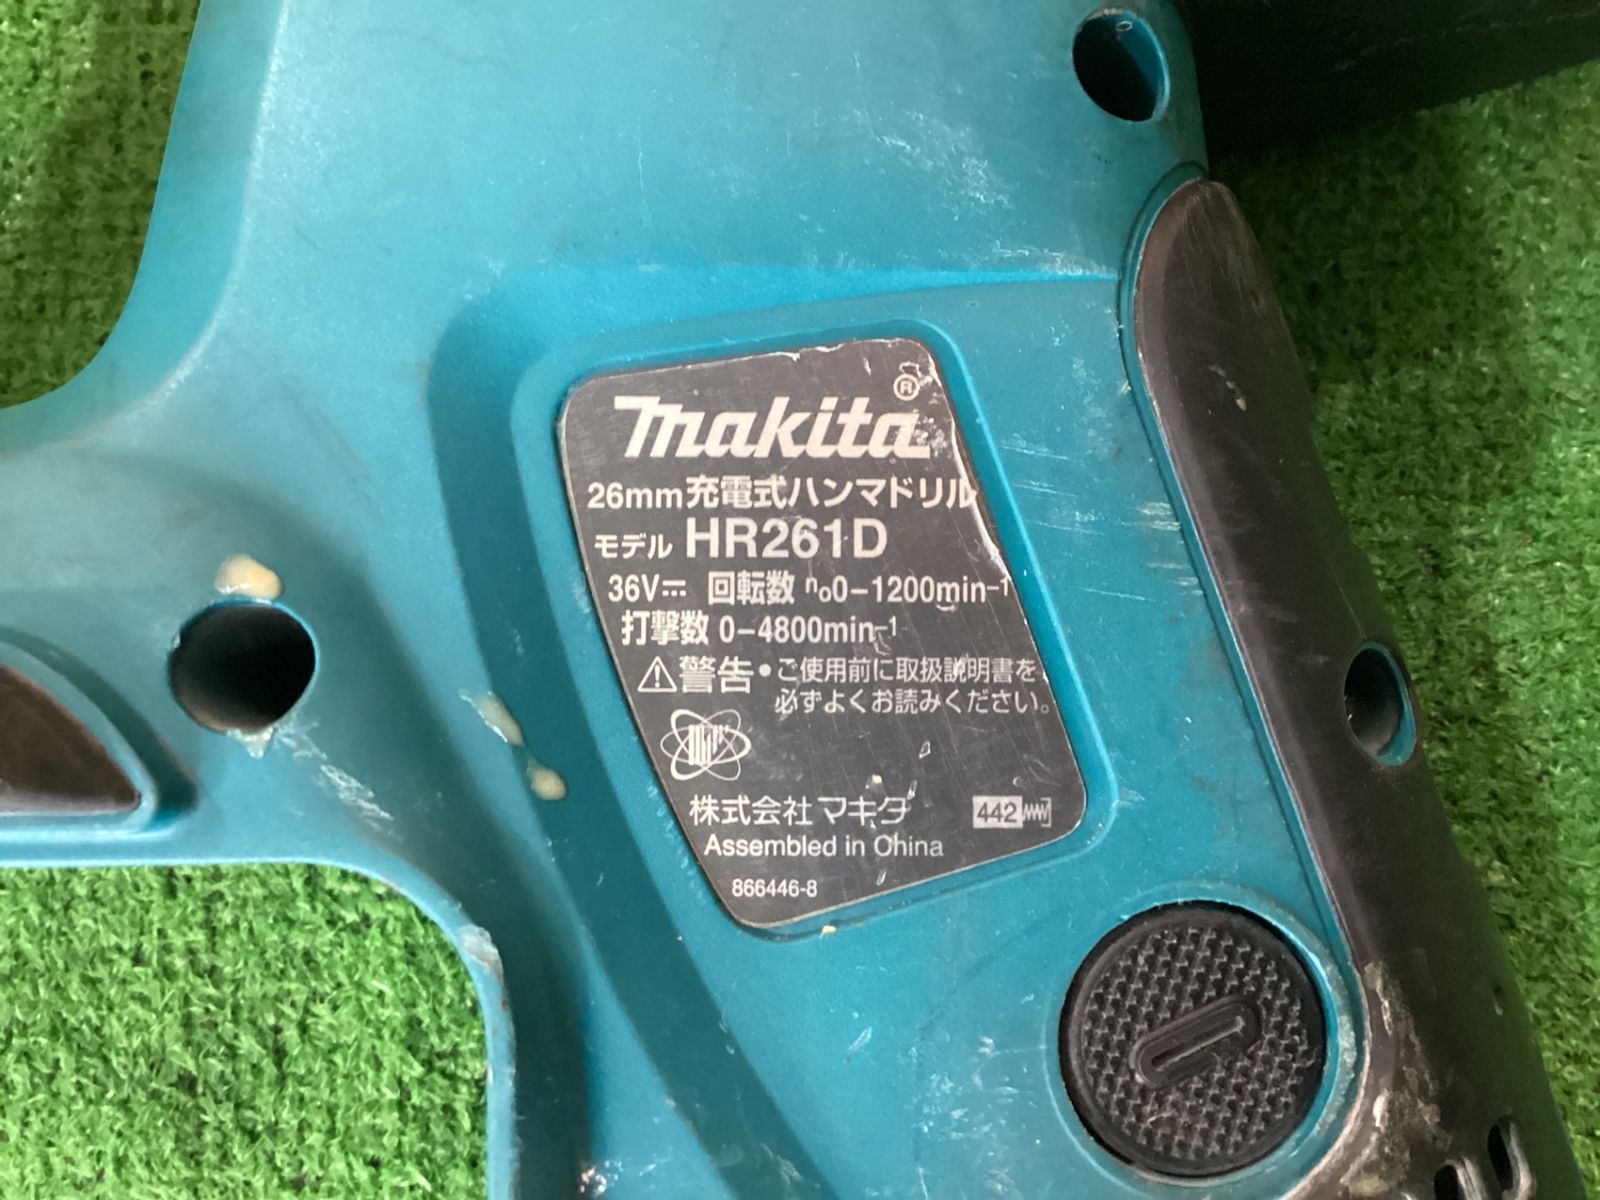 makita®
26mm充電式ハンマドリル
モデル HR261D
36V⎓ 回転数 n₀0−1200min⁻¹
打撃数 0−4800min⁻¹
⚠警告・ご使用前に取扱説明書を
必ずよくお読みください。
株式会社マキタ 442
Assembled in China
866446-8